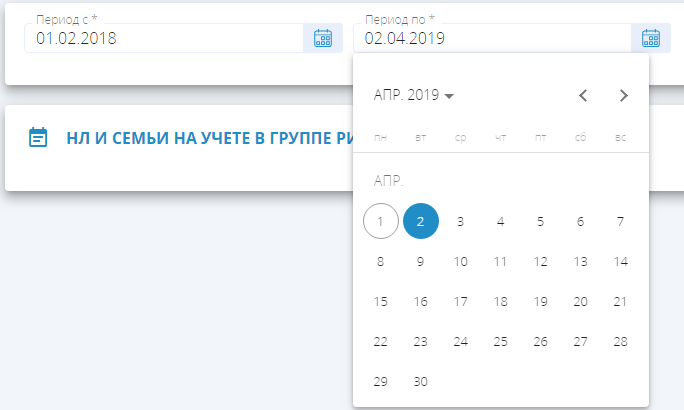 Период с *
01.02.2018
Период по *
02.04.2019
АПР. 2019
пн вт ср чт пт сб вс
НЛ И СЕМЬИ НА УЧЕТЕ В ГРУППЕ
АПР.
1 2 3 4 5 6 7
8 9 10 11 12 13 14
15 16 17 18 19 20 21
22 23 24 25 26 27 28
29 30